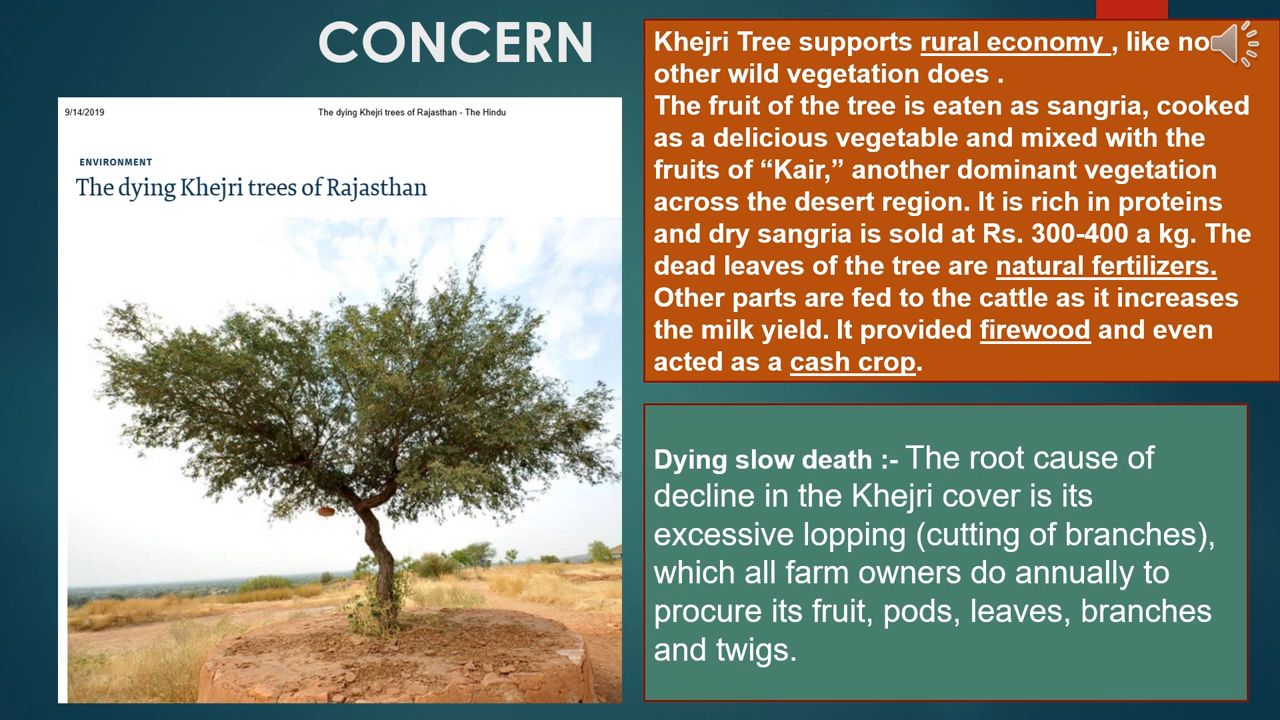 CONCERN
9/14/2019
The dying Khejri trees of Rajasthan - The Hindu
ENVIRONMENT
The dying Khejri trees of Rajasthan
Khejri Tree supports rural economy , like no
other wild vegetation does .
The fruit of the tree is eaten as sangria, cooked
as a delicious vegetable and mixed with the
fruits of “Kair,” another dominant vegetation
across the desert region. It is rich in proteins
and dry sangria is sold at Rs. 300-400 a kg. The
dead leaves of the tree are natural fertilizers.
Other parts are fed to the cattle as it increases
the milk yield. It provided firewood and even
acted as a cash crop.
Dying slow death :- The root cause of
decline in the Khejri cover is its
excessive lopping (cutting of branches),
which all farm owners do annually to
procure its fruit, pods, leaves, branches
and twigs.